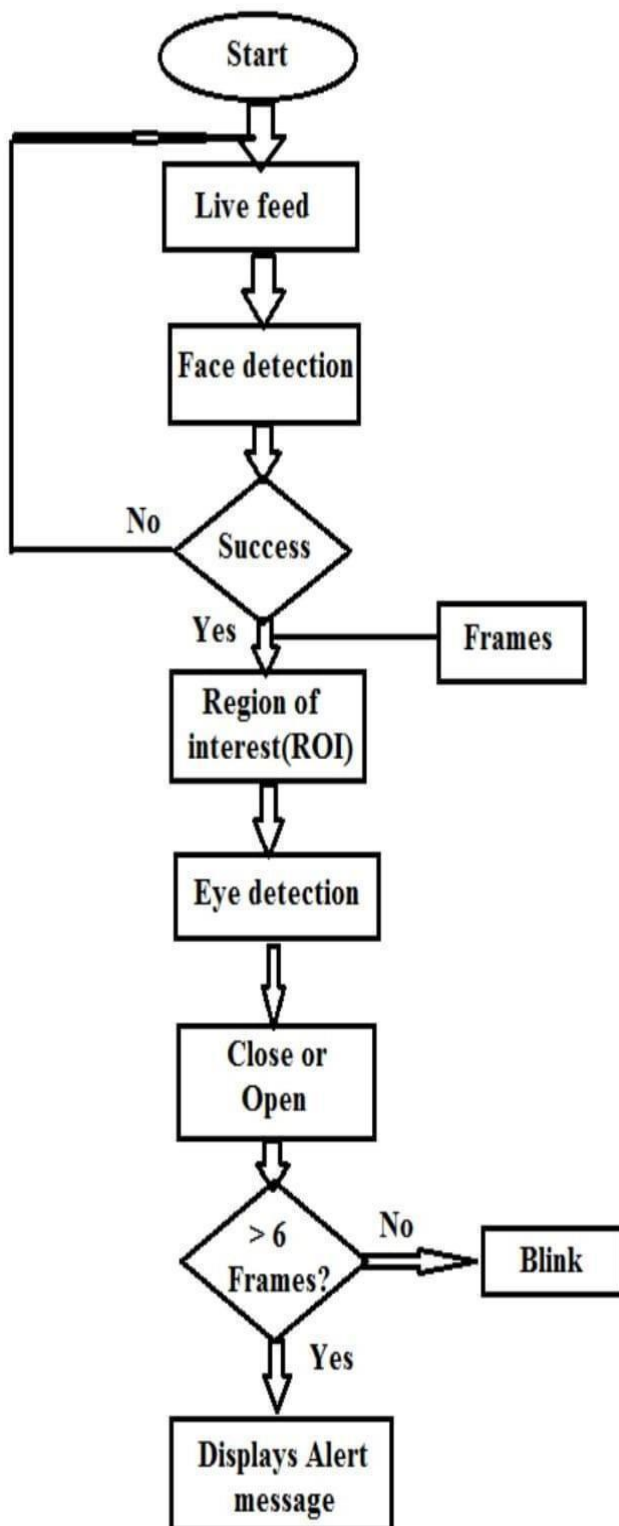 Start
Live feed
Face detection
No
Success
Yes
Frames
Region of
interest(ROI)
Eye detection
Close or
Open
> 6
Frames?
No
Blink
Yes
Displays Alert
message